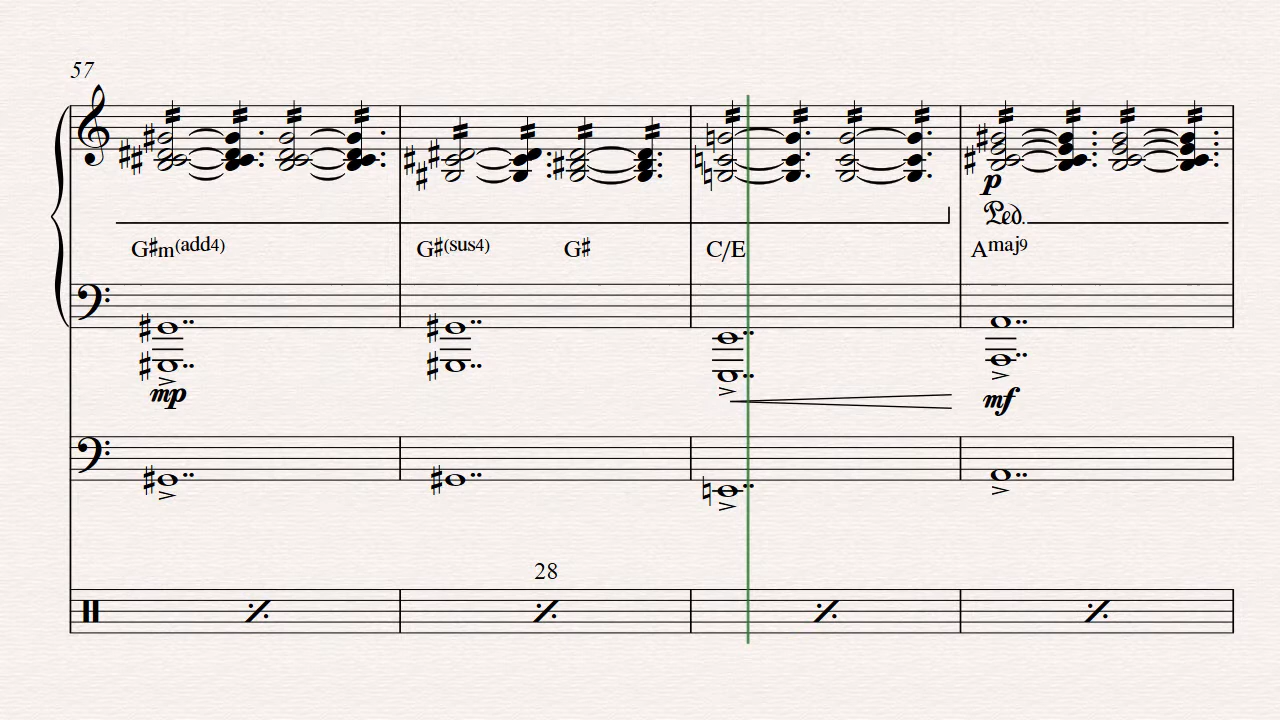 57
p
Ped.
G♯m(add4) G♯(sus4) G♯ C/E Amaj9
mp mf
28